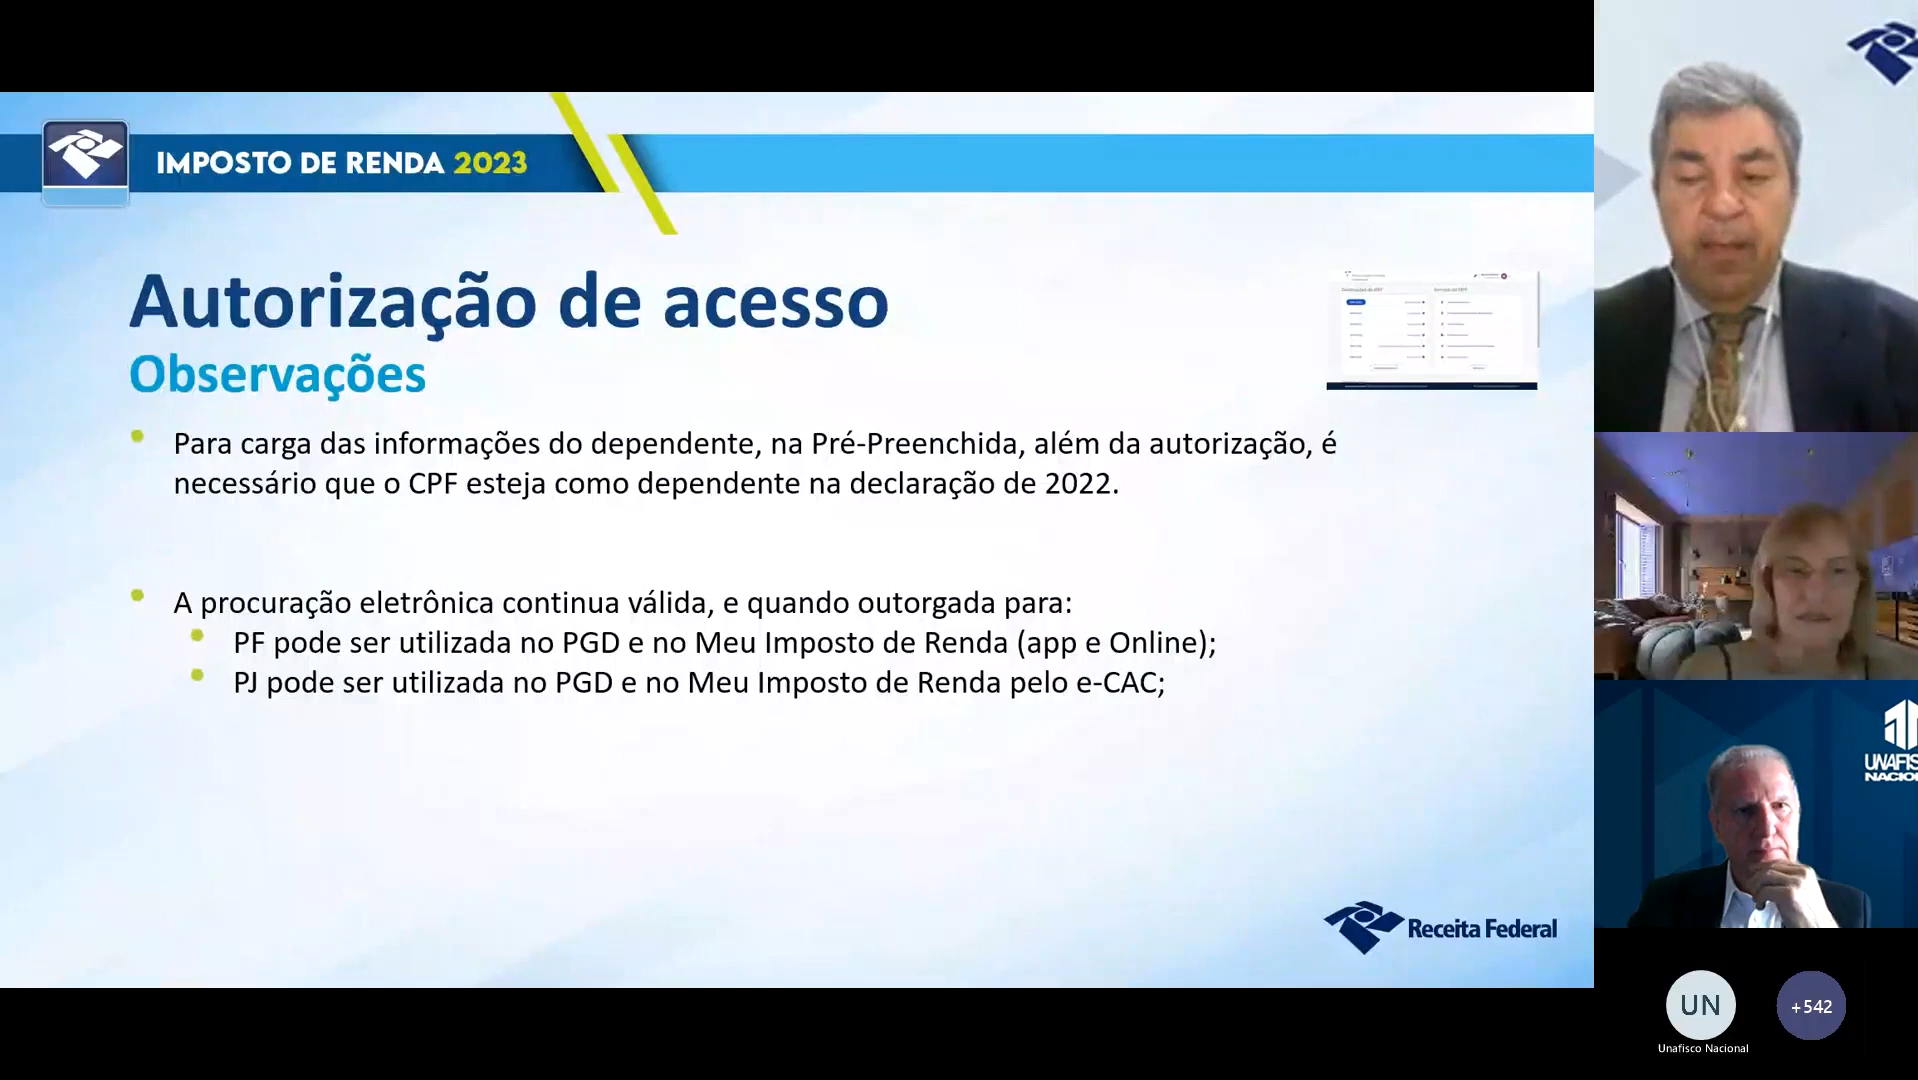 IMPOSTO DE RENDA 2023
Autorização de acesso
Observações
• Para carga das informações do dependente, na Pré-Preenchida, além da autorização, é
necessário que o CPF esteja como dependente na declaração de 2022.
• A procuração eletrônica continua válida, e quando outorgada para:
• PF pode ser utilizada no PGD e no Meu Imposto de Renda (app e Online);
• PJ pode ser utilizada no PGD e no Meu Imposto de Renda pelo e-CAC;
Receita Federal
UNAFIS
NACIO
UN
+542
Unafisco Nacional